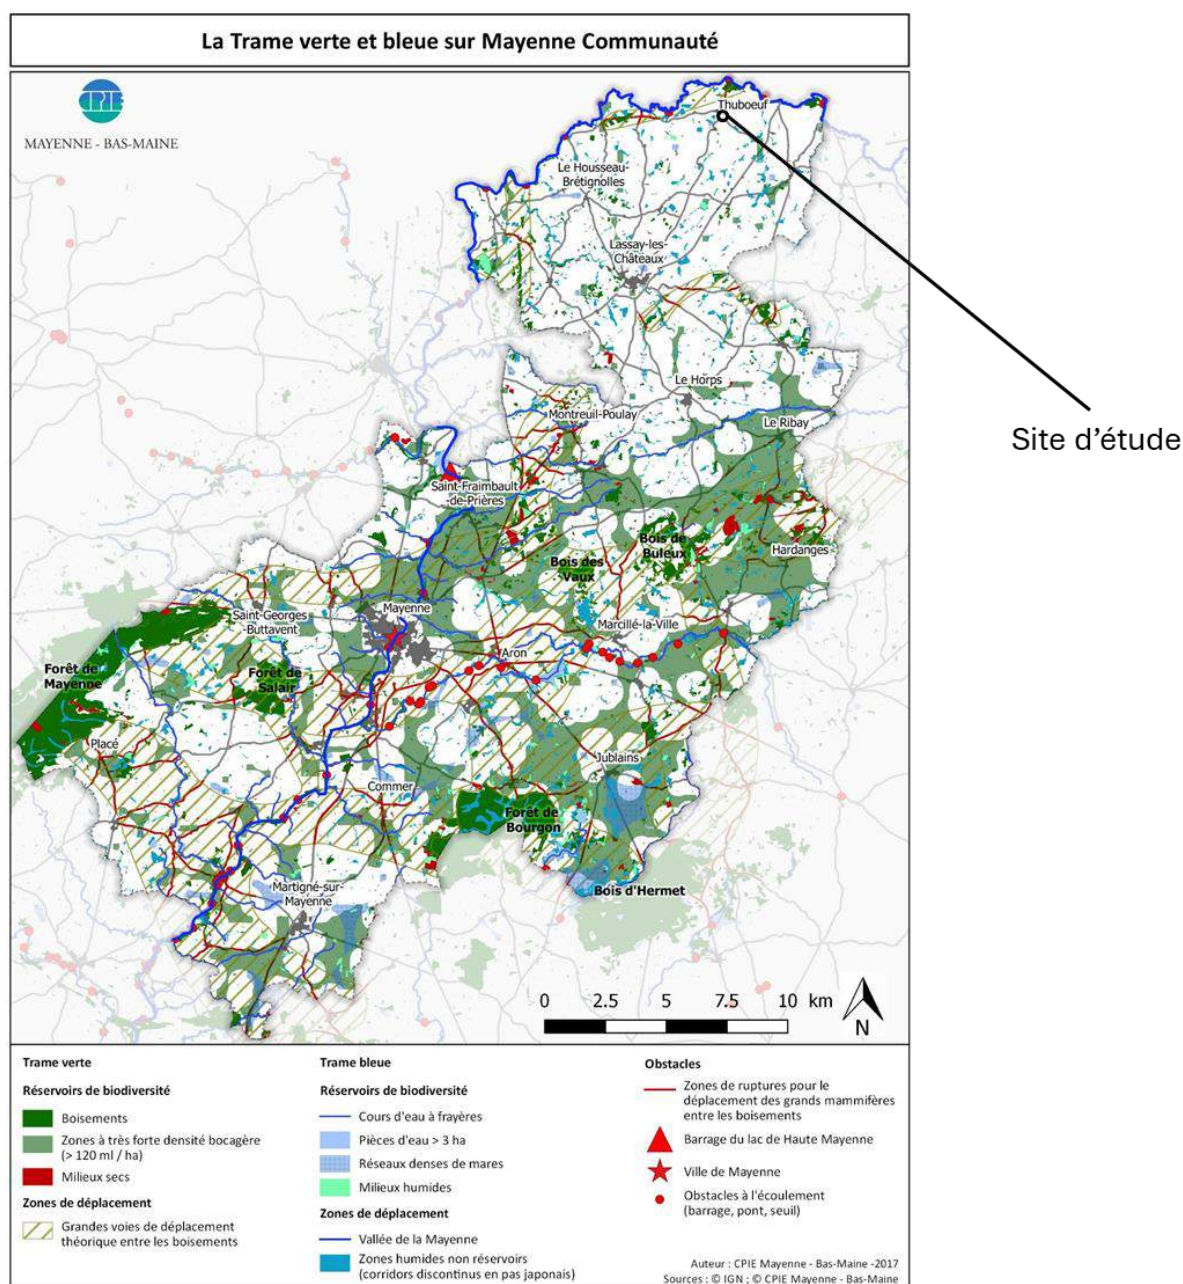 La Trame verte et bleue sur Mayenne Communauté
CPIE
MAYENNE - BAS-MAINE
Thuboeuf
Le Housseau-
Brétignolles
Lassay-les-
Châteaux
Site d'étude
Le Horps
Montreuil-Poulay
Le Ribay
Saint-Fraimbault
-de-Prières
Bois de
Buleux
Hardanges
Bois des
Vaux
Mayenne
Saint-Georges
-Buttavent
Marcillé-la-Ville
Aron
Forêt de
Mayenne
Forêt de
Salair
Placé
Jublains
Commer
Forêt de
Bourgon
Bois d'Hermet
Martigné-sur-
Mayenne
0 2.5 5 7.5 10 km
N
Trame verte
Réservoirs de biodiversité
Boisements
Zones à très forte densité bocagère
(> 120 ml / ha)
Milieux secs
Zones de déplacement
Grandes voies de déplacement
théorique entre les boisements
Trame bleue
Réservoirs de biodiversité
Cours d'eau à frayères
Pièces d'eau > 3 ha
Réseaux denses de mares
Milieux humides
Zones de déplacement
Vallée de la Mayenne
Zones humides non réservoirs
(corridors discontinus en pas japonais)
Obstacles
Zones de ruptures pour le
déplacement des grands mammifères
entre les boisements
Barrage du lac de Haute Mayenne
Ville de Mayenne
Obstacles à l'écoulement
(barrage, pont, seuil)
Auteur : CPIE Mayenne - Bas-Maine -2017
Sources : © IGN ; © CPIE Mayenne - Bas-Maine